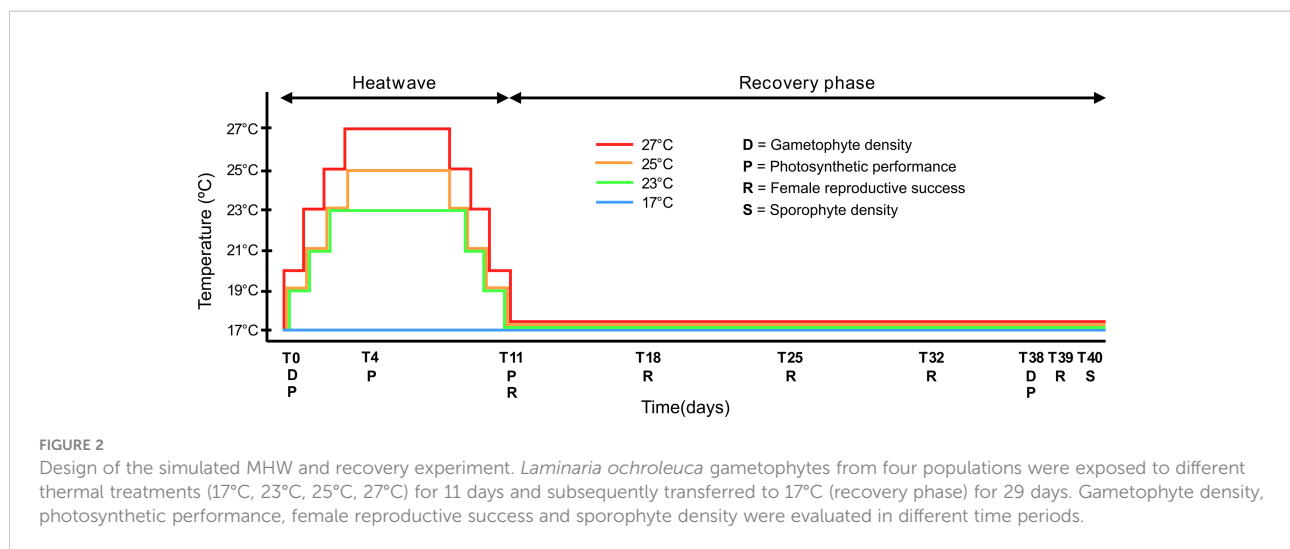 Heatwave Recovery phase
27°C
25°C
23°C
21°C
19°C
17°C
Temperature (ºC)
27°C
25°C
23°C
17°C
D = Gametophyte density
P = Photosynthetic performance
R = Female reproductive success
S = Sporophyte density
T0 T4 T11 T18 T25 T32 T38 T39 T40
D P P R R R D R S
P R P
Time(days)
FIGURE 2
Design of the simulated MHW and recovery experiment. Laminaria ochroleuca gametophytes from four populations were exposed to different
thermal treatments (17°C, 23°C, 25°C, 27°C) for 11 days and subsequently transferred to 17°C (recovery phase) for 29 days. Gametophyte density,
photosynthetic performance, female reproductive success and sporophyte density were evaluated in different time periods.